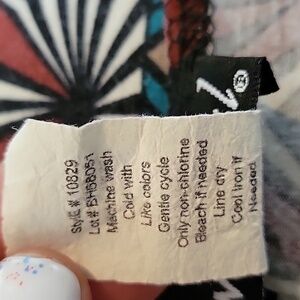 Style # 10829
Lot # BH58051
Machine wash
Cold with
Like colors
Gentle cycle
Only non-chlorine
Bleach if needed
Line dry
Cool Iron if
Needed